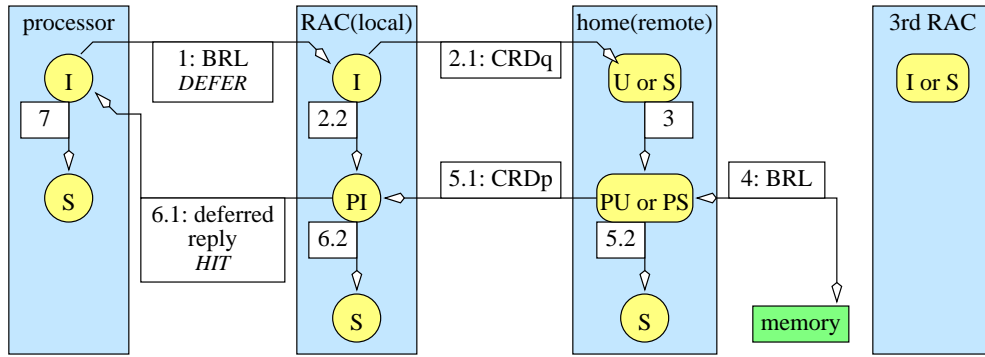 processor
RAC(local)
home(remote)
3rd RAC
1: BRL
DEFER
2.1: CRDq
I
I
U or S
I or S
7
2.2
3
S
PI
PU or PS
5.1: CRDp
4: BRL
6.1: deferred
reply
HIT
6.2
5.2
S
S
memory